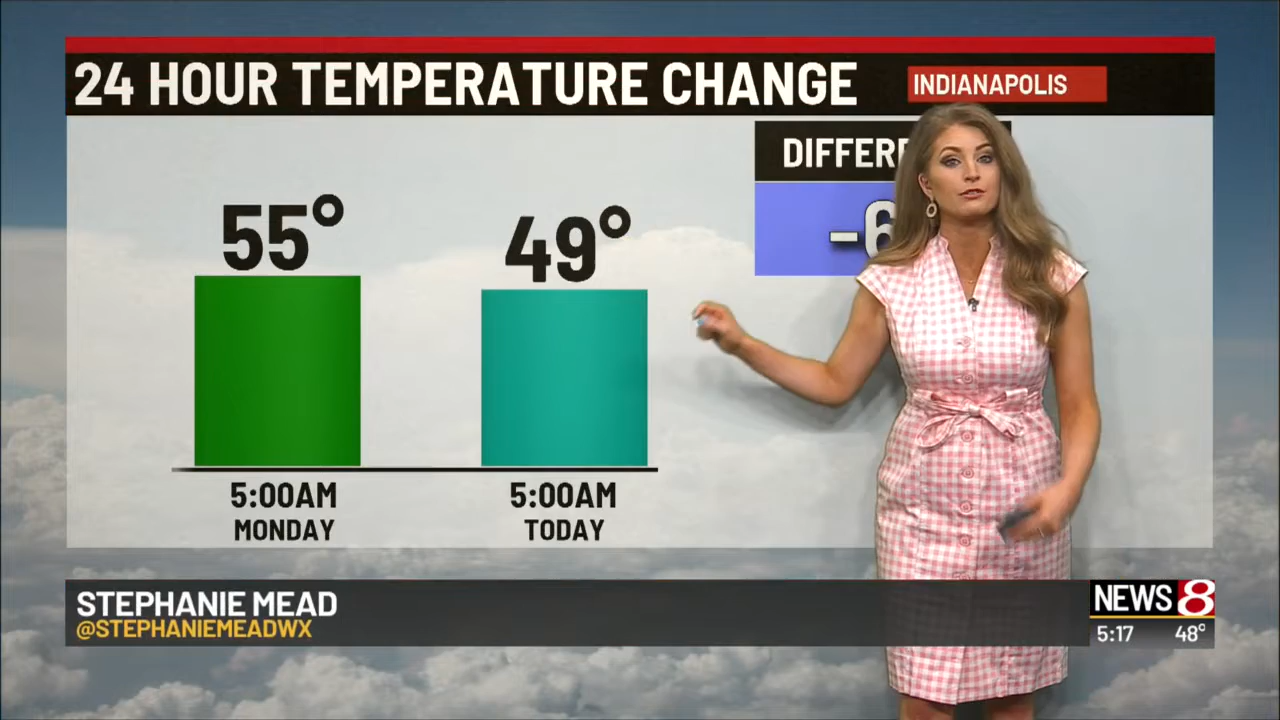 24 HOUR TEMPERATURE CHANGE
INDIANAPOLIS
-6
55°
49°
5:00AM
MONDAY
5:00AM
TODAY
STEPHANIE MEAD
@STEPHANIEMEADWX
NEWS 8
5:17 48°